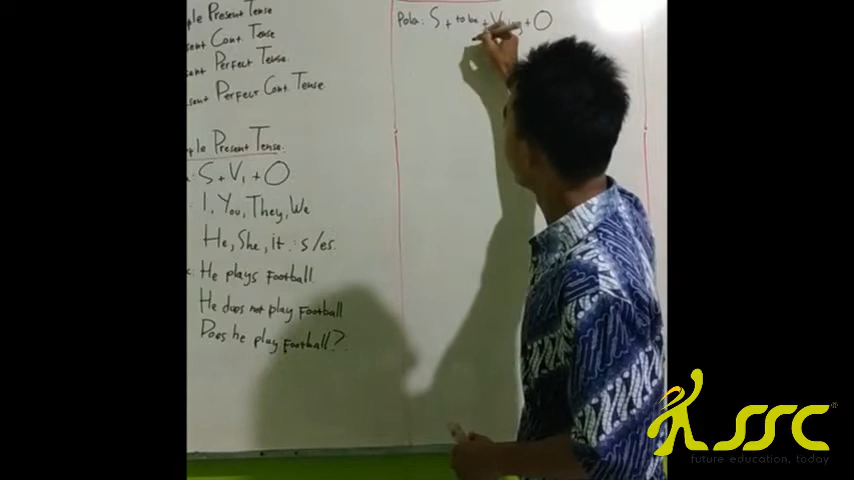 ple Present Tense
sent Cont Tense
sent Perfect Tense.
sent Perfect Cont. Tense
ple Present Tense.
S + V1 + O
I, You, They, We
He, She, it : s/es.
He plays Football
He does not play Football
Does he play Football?
Pola: S + to be + V ing + O
SSC
future education, today